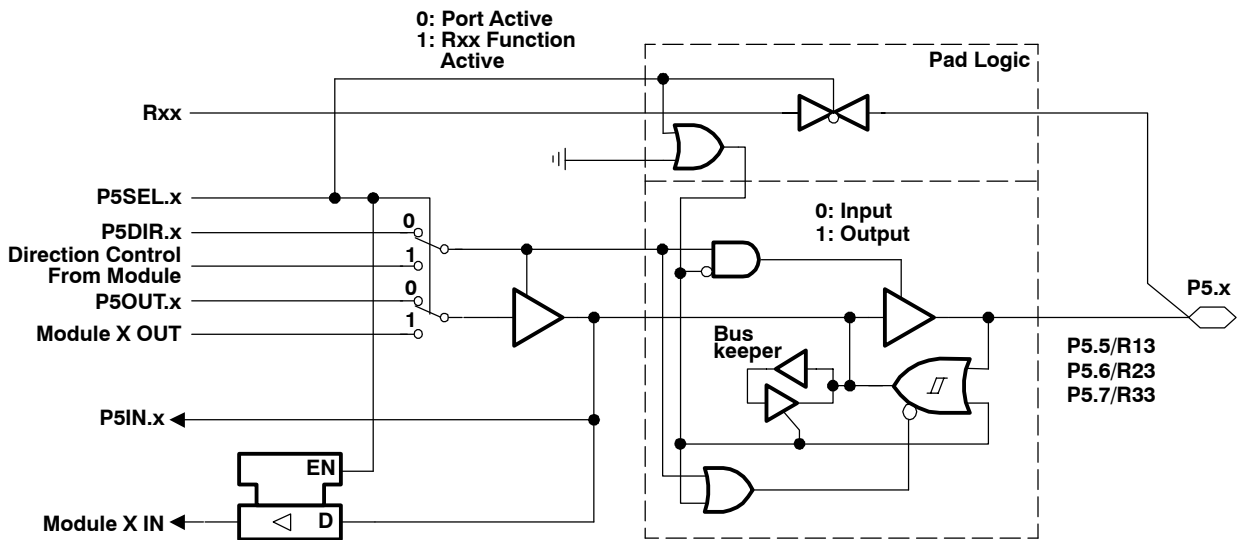 0: Port Active
1: Rxx Function
Active
Pad Logic
Rxx
P5SEL.x
0: Input
1: Output
P5DIR.x
0
Direction Control
From Module
1
P5OUT.x
0
P5.x
Module X OUT
1
Bus
keeper
P5.5/R13
P5.6/R23
P5.7/R33
P5IN.x
EN
D
Module X IN